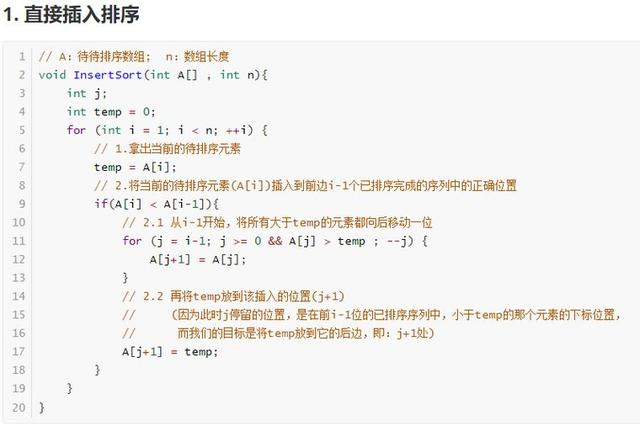 1. 直接插入排序
1 // A：待待排序数组； n：数组长度
2 void InsertSort(int A[] , int n){
3 int j;
4 int temp = 0;
5 for (int i = 1; i < n; ++i) {
6 // 1.拿出当前的待排序元素
7 temp = A[i];
8 // 2.将当前的待排序元素(A[i])插入到前边i-1个已排序完成的序列中的正确位置
9 if(A[i] < A[i-1]){
10 // 2.1 从i-1开始，将所有大于temp的元素都向后移动一位
11 for (j = i-1; j >= 0 && A[j] > temp ; --j) {
12 A[j+1] = A[j];
13 }
14 // 2.2 再将temp放到该插入的位置(j+1)
15 // (因为此时j停留的位置，是在前i-1位的已排序序列中，小于temp的那个元素的下标位置，
16 // 而我们的目标是将temp放到它的后边，即：j+1处)
17 A[j+1] = temp;
18 }
19 }
20 }